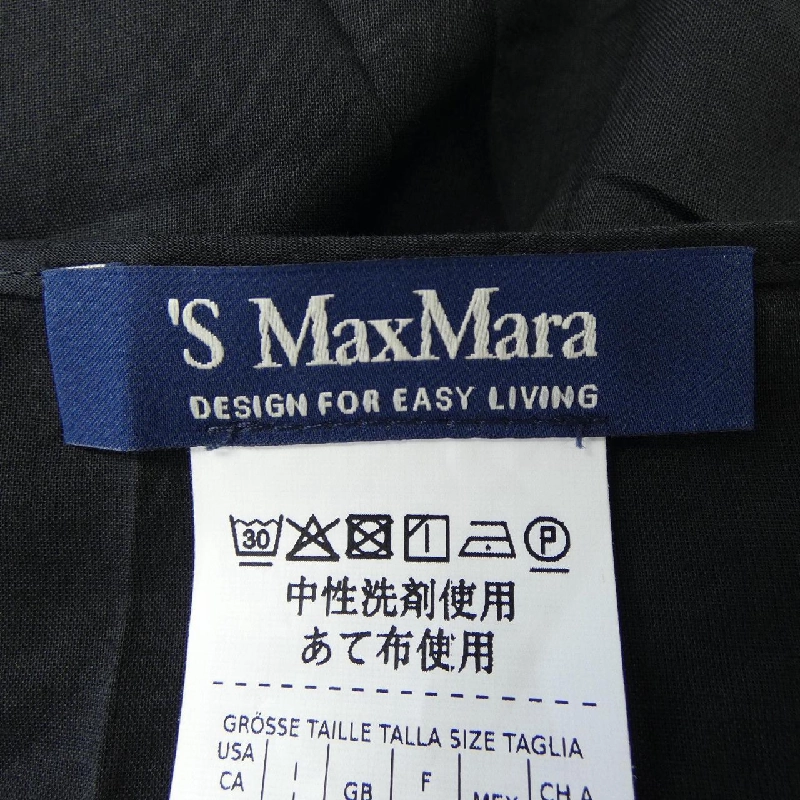 'S MaxMara
DESIGN FOR EASY LIVING
30 P
中性洗剤使用
あて布使用
GRÖSSE TAILLE TALLA SIZE TAGLIA
USA
CA I GB F MEX CH A